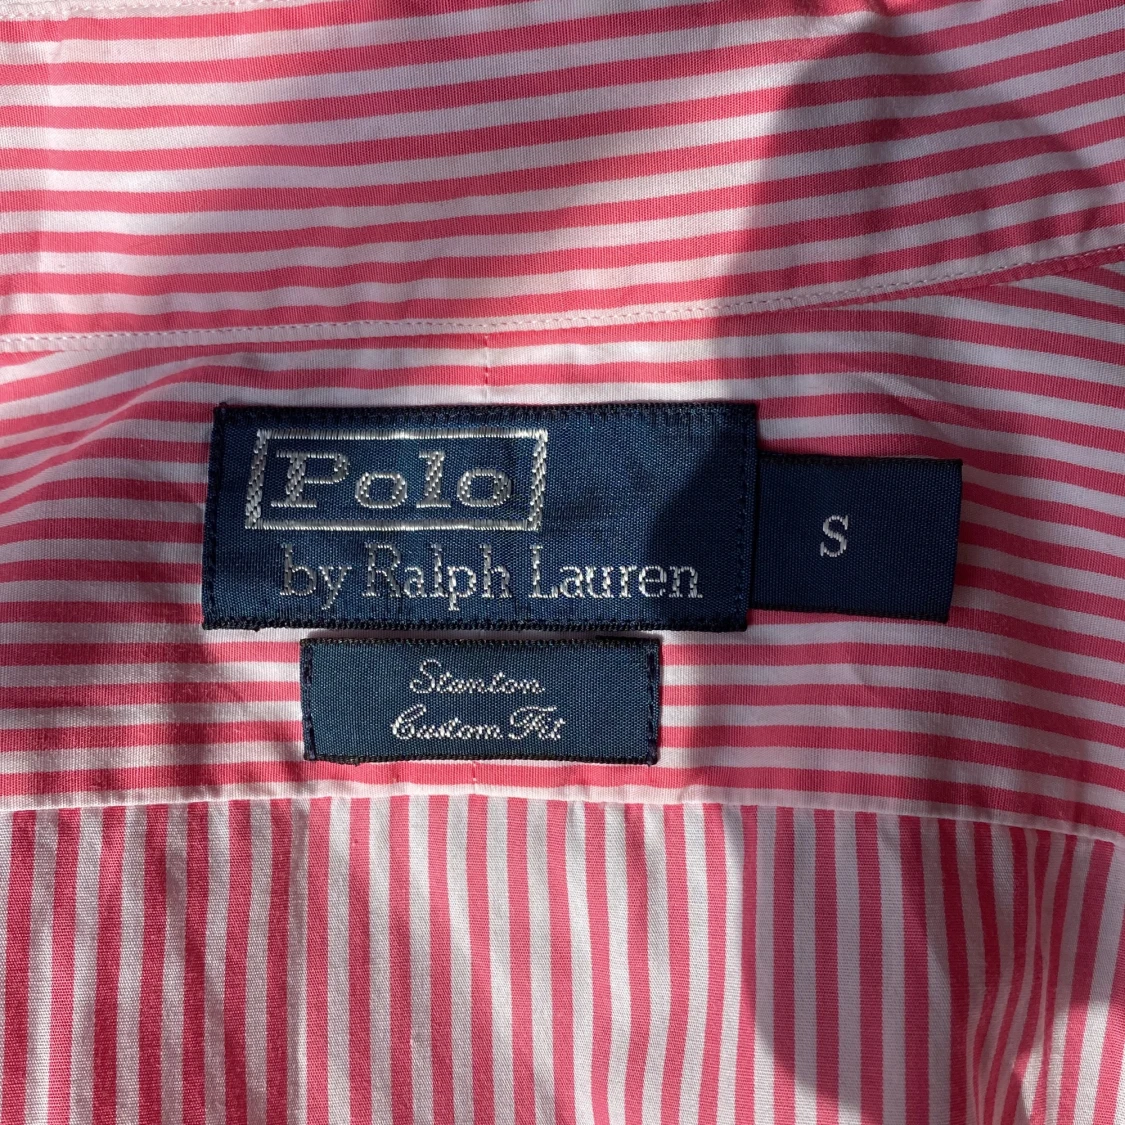 Polo
by Ralph Lauren
S
Stanton
Custom Fit